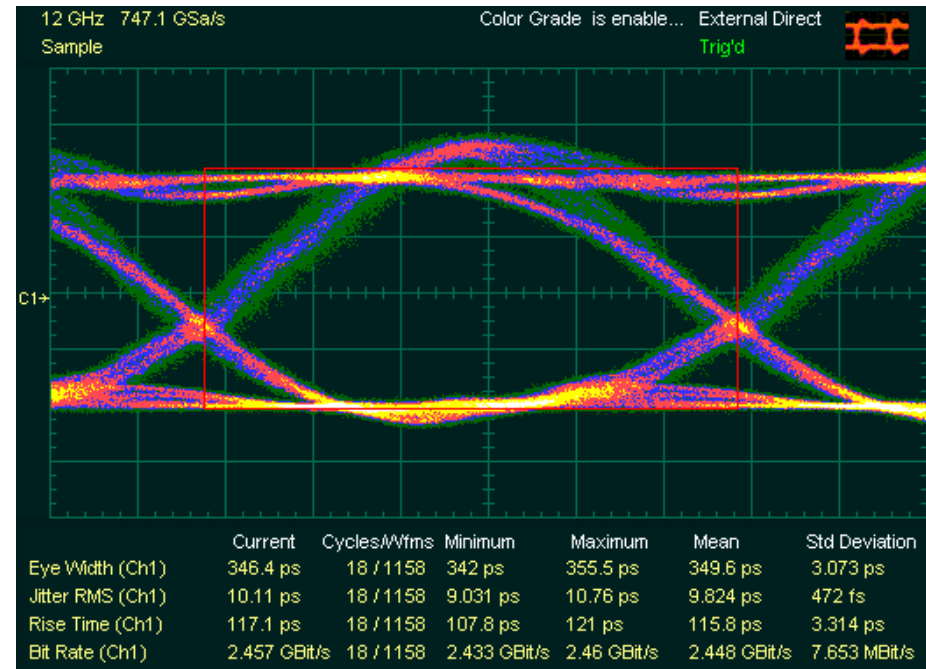 12 GHz 747.1 GSa/s Color Grade is enable... External Direct
Sample Trig'd
C1
Current Cycles/Wfms Minimum Maximum Mean Std Deviation
Eye Width (Ch1) 346.4 ps 18 / 1158 342 ps 355.5 ps 349.6 ps 3.073 ps
Jitter RMS (Ch1) 10.11 ps 18 / 1158 9.031 ps 10.76 ps 9.824 ps 472 fs
Rise Time (Ch1) 117.1 ps 18 / 1158 107.8 ps 121 ps 115.8 ps 3.314 ps
Bit Rate (Ch1) 2.457 GBit/s 18 / 1158 2.433 GBit/s 2.46 GBit/s 2.448 GBit/s 7.653 MBit/s